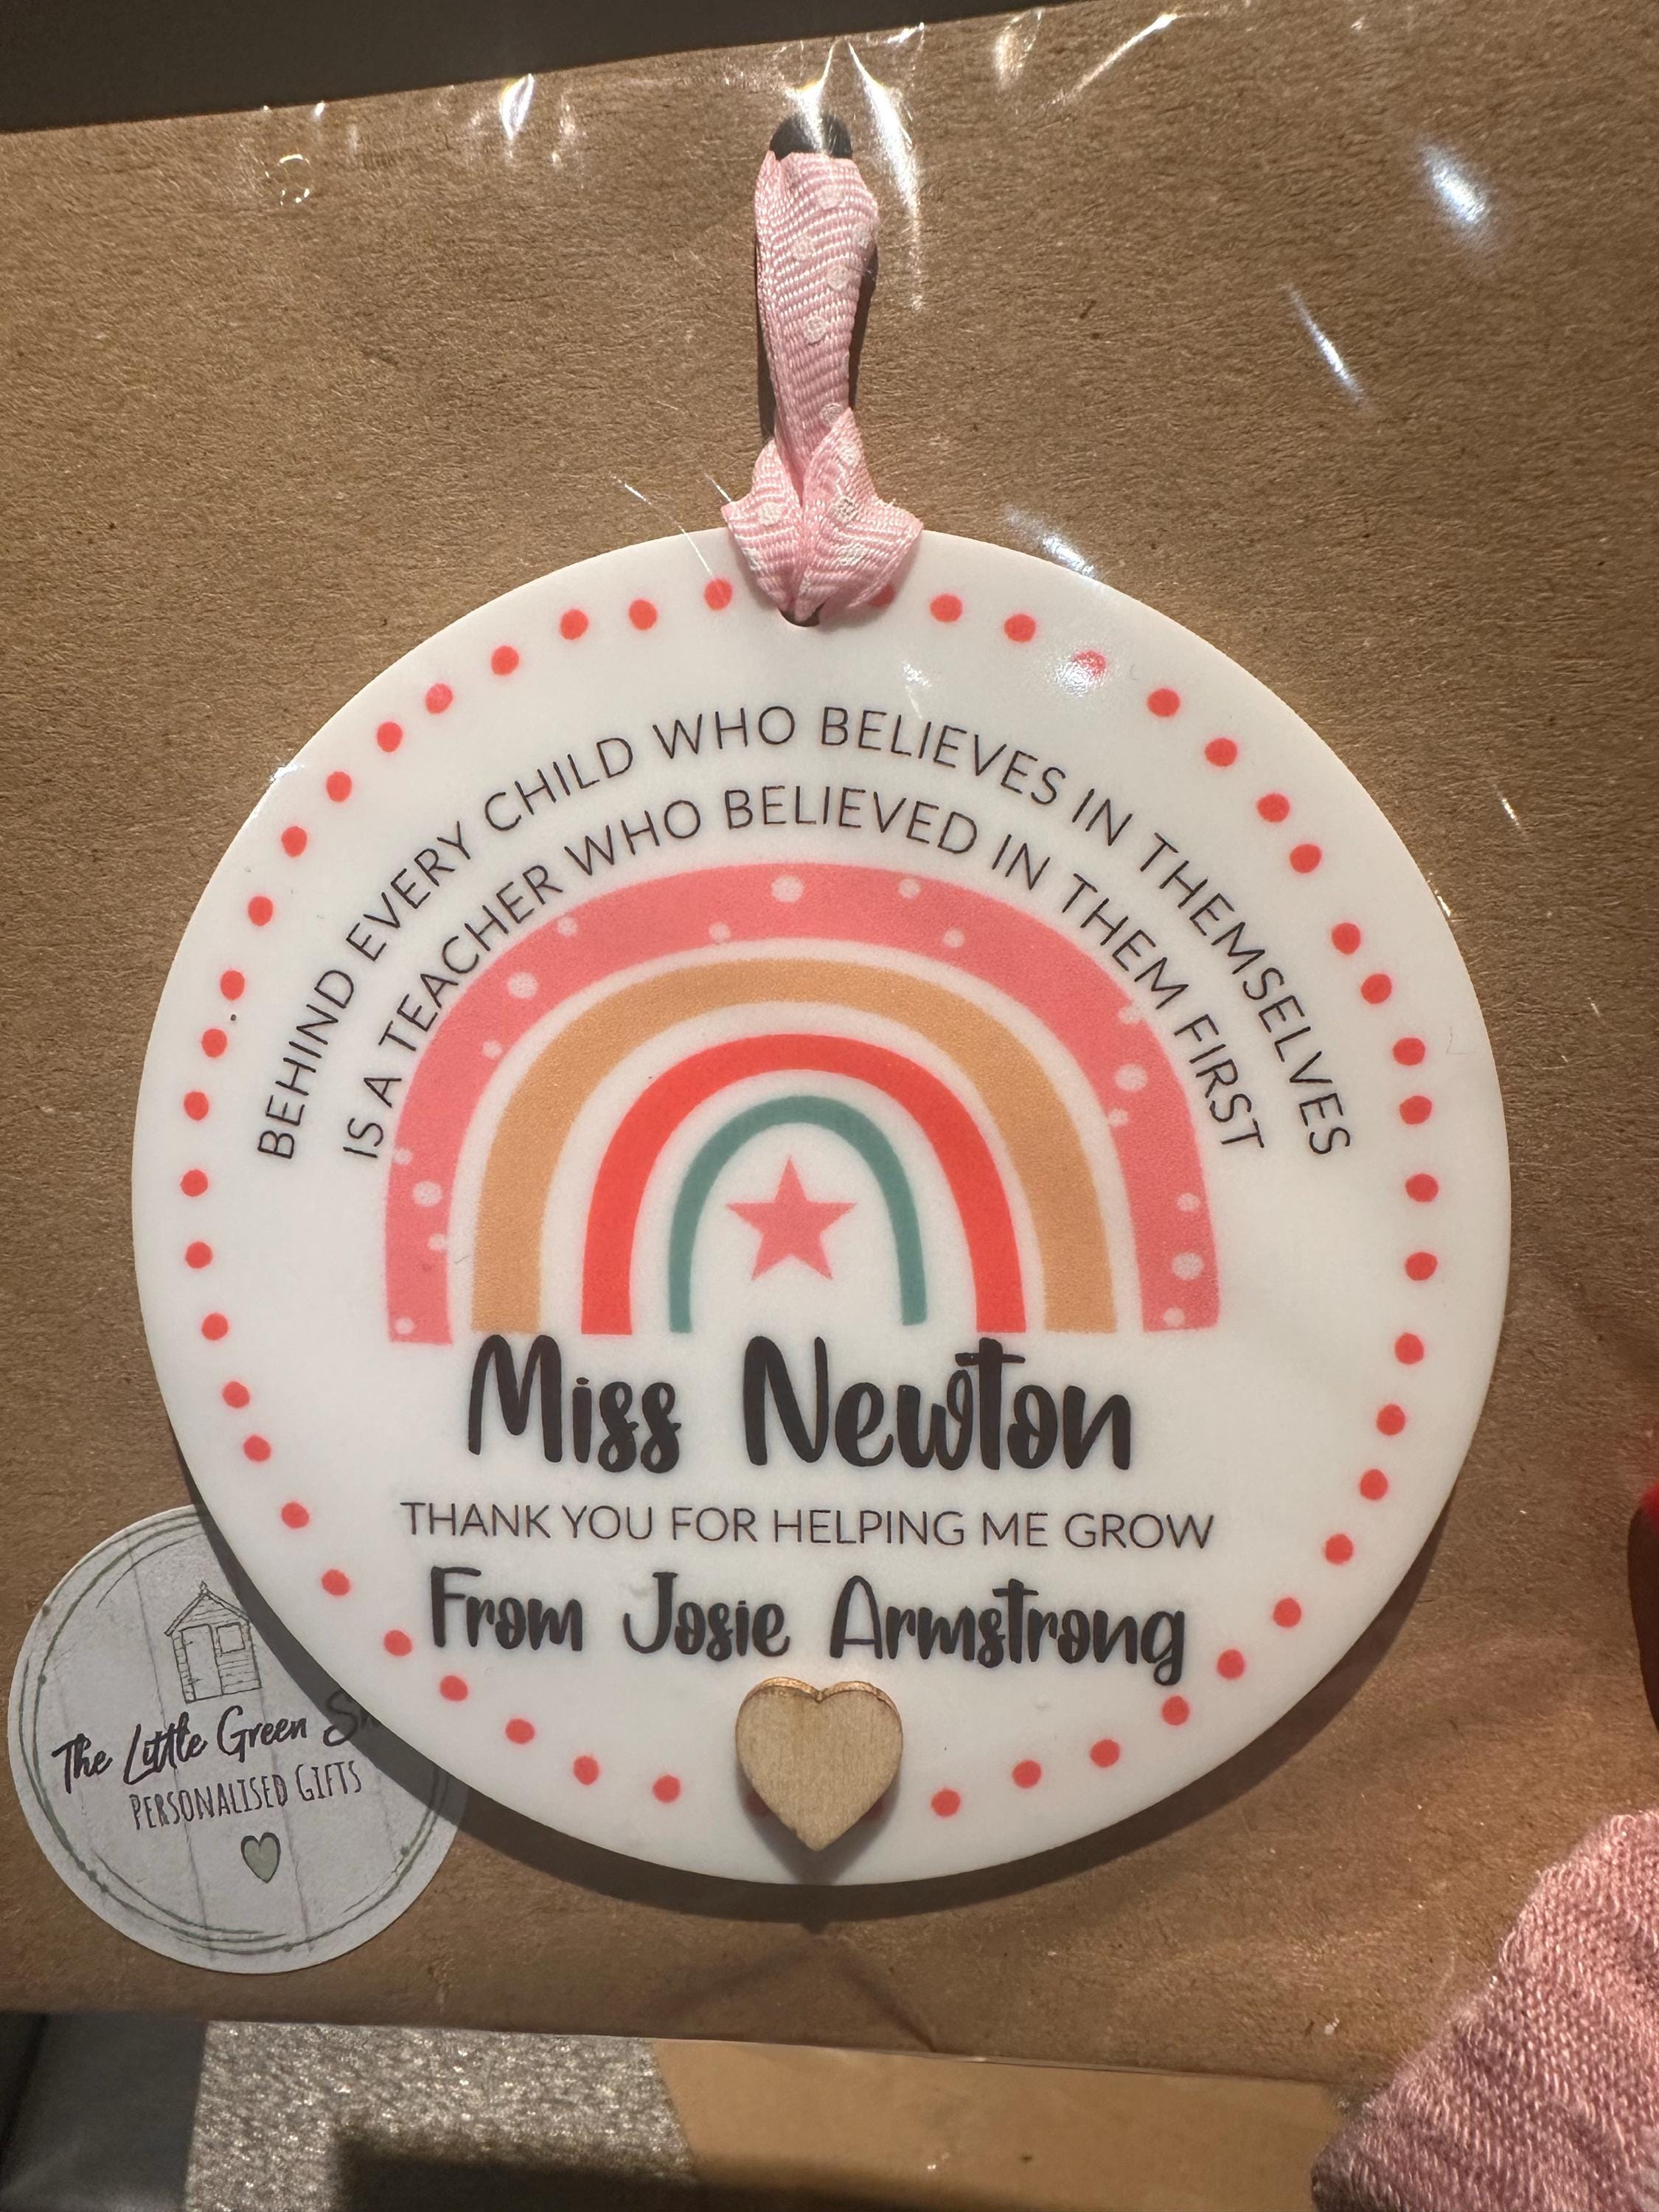 BEHIND EVERY CHILD WHO BELIEVES IN THEMSELVES
IS A TEACHER WHO BELIEVED IN THEM FIRST
Miss Newton
THANK YOU FOR HELPING ME GROW
From Josie Armstrong
The Little Green
PERSONALISED GIFTS